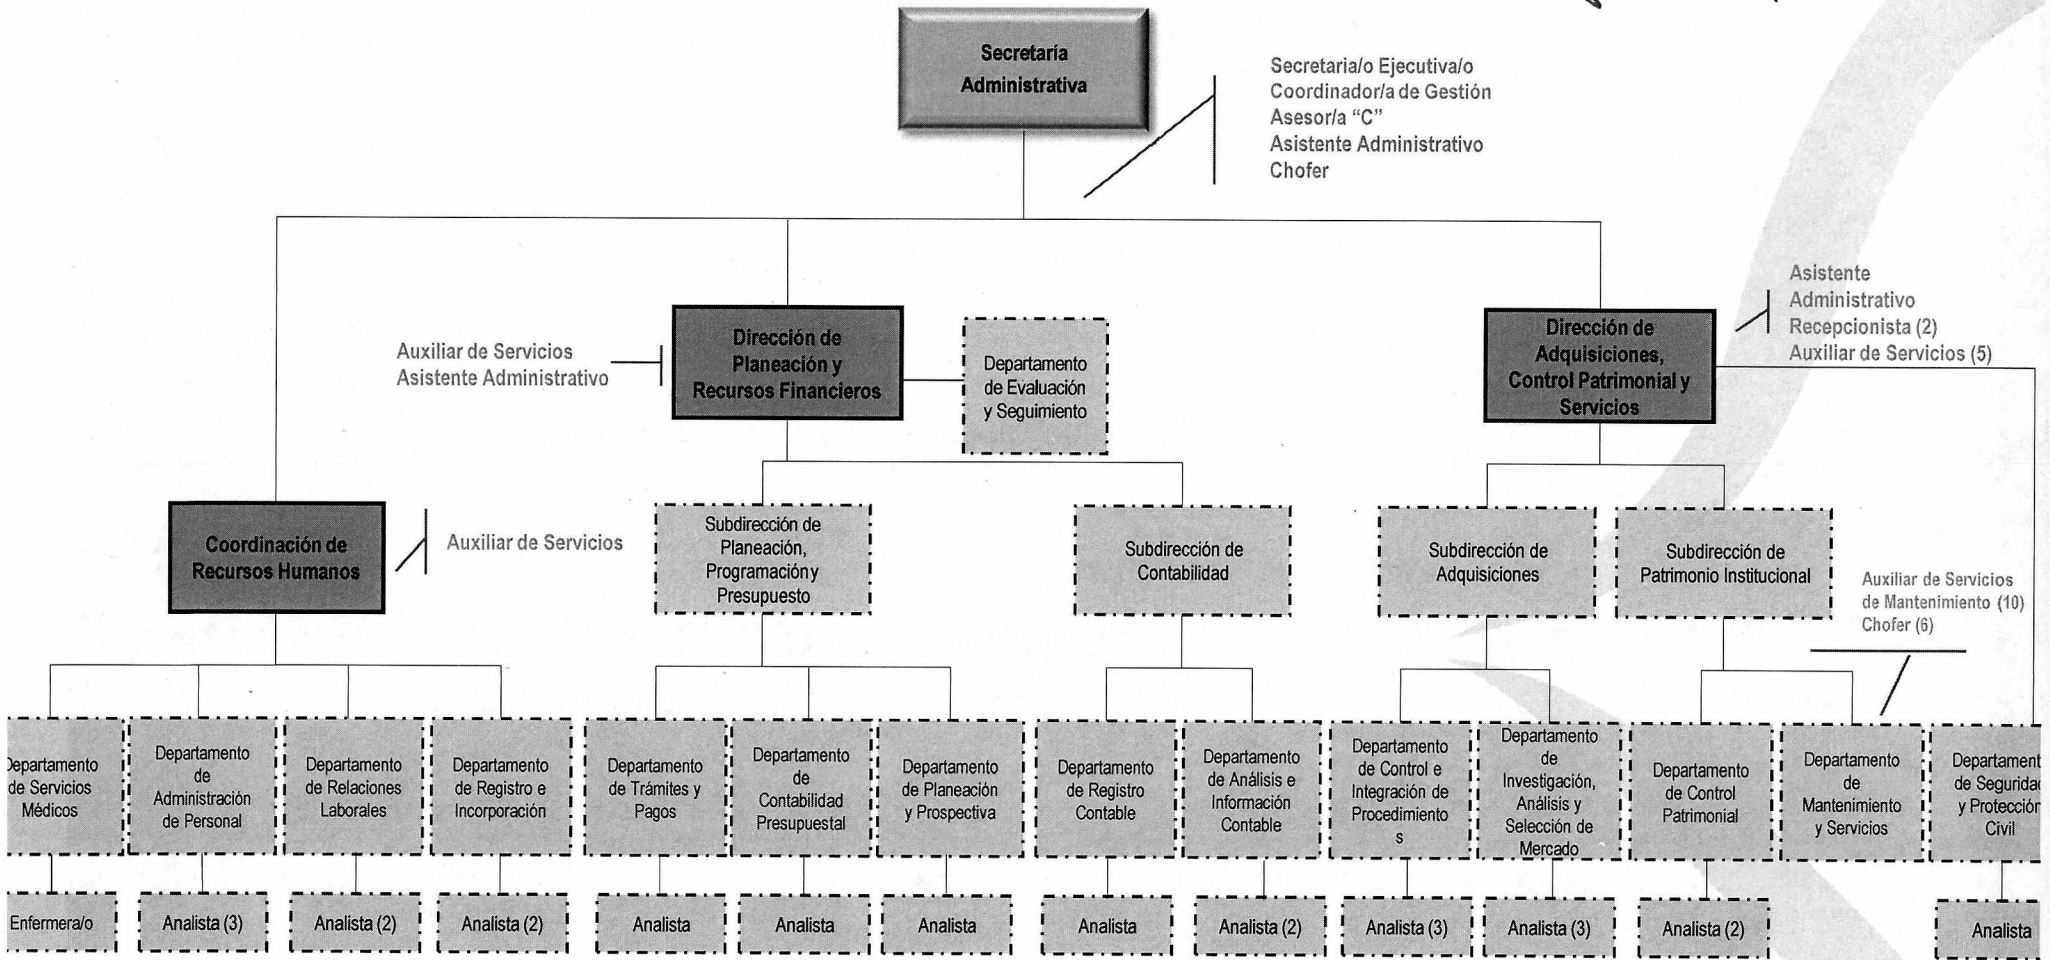 Secretaría
Administrativa
Secretaria/o Ejecutiva/o
Coordinador/a de Gestión
Asesor/a “C”
Asistente Administrativo
Chofer
Auxiliar de Servicios
Asistente Administrativo
Dirección de
Planeación y
Recursos Financieros
Departamento
de Evaluación
y Seguimiento
Dirección de
Adquisiciones,
Control Patrimonial y
Servicios
Asistente
Administrativo
Recepcionista (2)
Auxiliar de Servicios (5)
Coordinación de
Recursos Humanos
Auxiliar de Servicios
Subdirección de
Planeación,
Programación y
Presupuesto
Subdirección de
Contabilidad
Subdirección de
Adquisiciones
Subdirección de
Patrimonio Institucional
Auxiliar de Servicios
de Mantenimiento (10)
Chofer (6)
Departamento
de Servicios
Médicos
Departamento
de
Administración
de Personal
Departamento
de Relaciones
Laborales
Departamento
de Registro e
Incorporación
Departamento
de Trámites y
Pagos
Departamento
de
Contabilidad
Presupuestal
Departamento
de Planeación
y Prospectiva
Departamento
de Registro
Contable
Departamento
de Análisis e
Información
Contable
Departamento
de Control e
Integración de
Procedimiento
s
Departamento
de
Investigación,
Análisis y
Selección de
Mercado
Departamento
de Control
Patrimonial
Departamento
de
Mantenimiento
y Servicios
Departament
de Seguridad
y Protección
Civil
Enfermera/o
Analista (3)
Analista (2)
Analista (2)
Analista
Analista
Analista
Analista
Analista (2)
Analista (3)
Analista (3)
Analista (2)
Analista